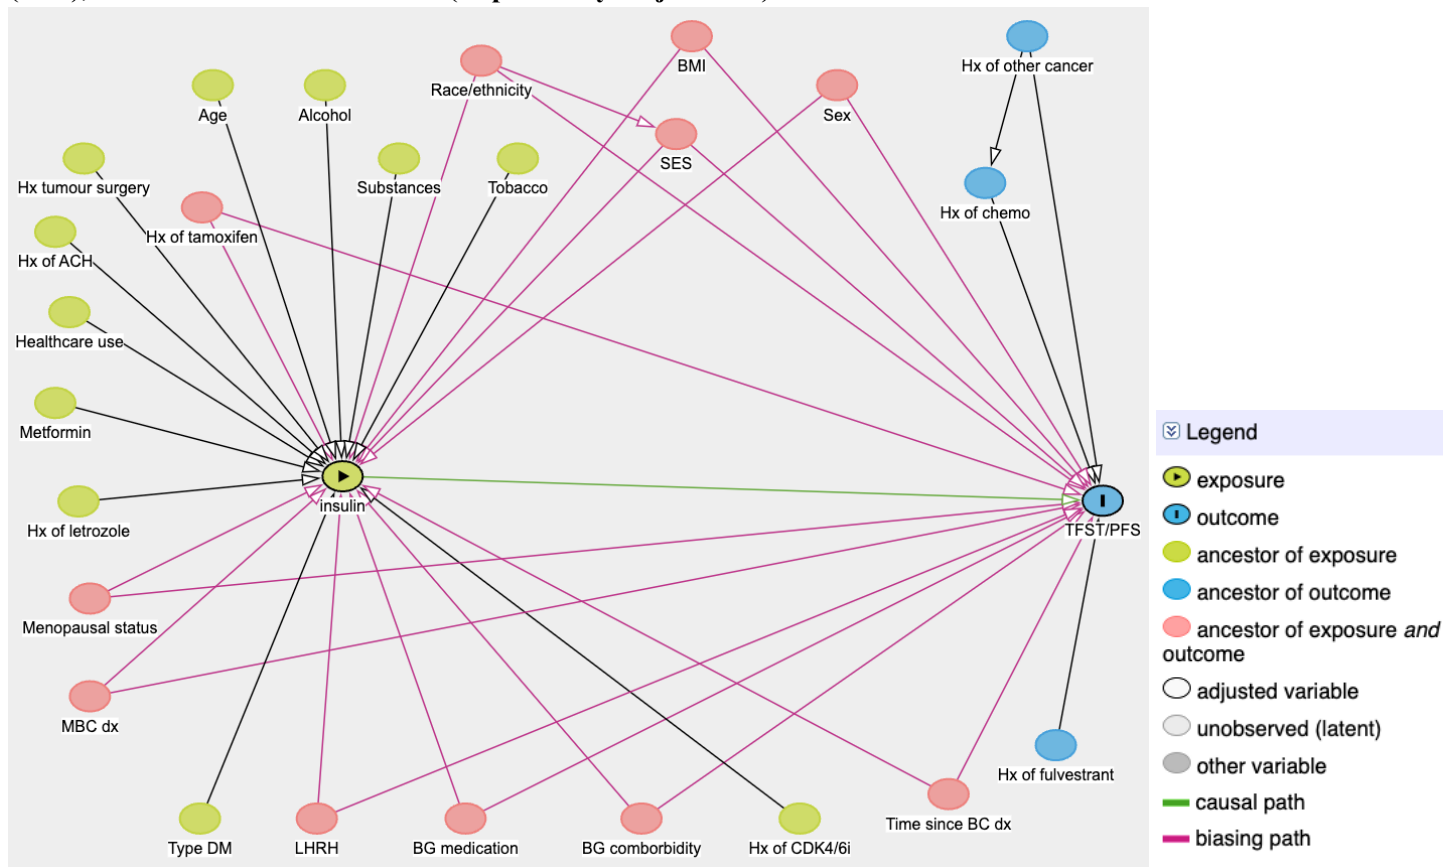 BMI
Hx of other cancer
Race/ethnicity
Age
Alcohol
Sex
SES
Hx tumour surgery
Substances
Tobacco
Hx of chemo
Hx of tamoxifen
Hx of ACH
Healthcare use
Metformin
Legend
exposure
insulin
outcome
Hx of letrozole
TFST/PFS
ancestor of exposure
ancestor of outcome
Menopausal status
ancestor of exposure and
outcome
adjusted variable
MBC dx
unobserved (latent)
other variable
Hx of fulvestrant
causal path
Time since BC dx
biasing path
Type DM
LHRH
BG medication
BG comborbidity
Hx of CDK4/6i